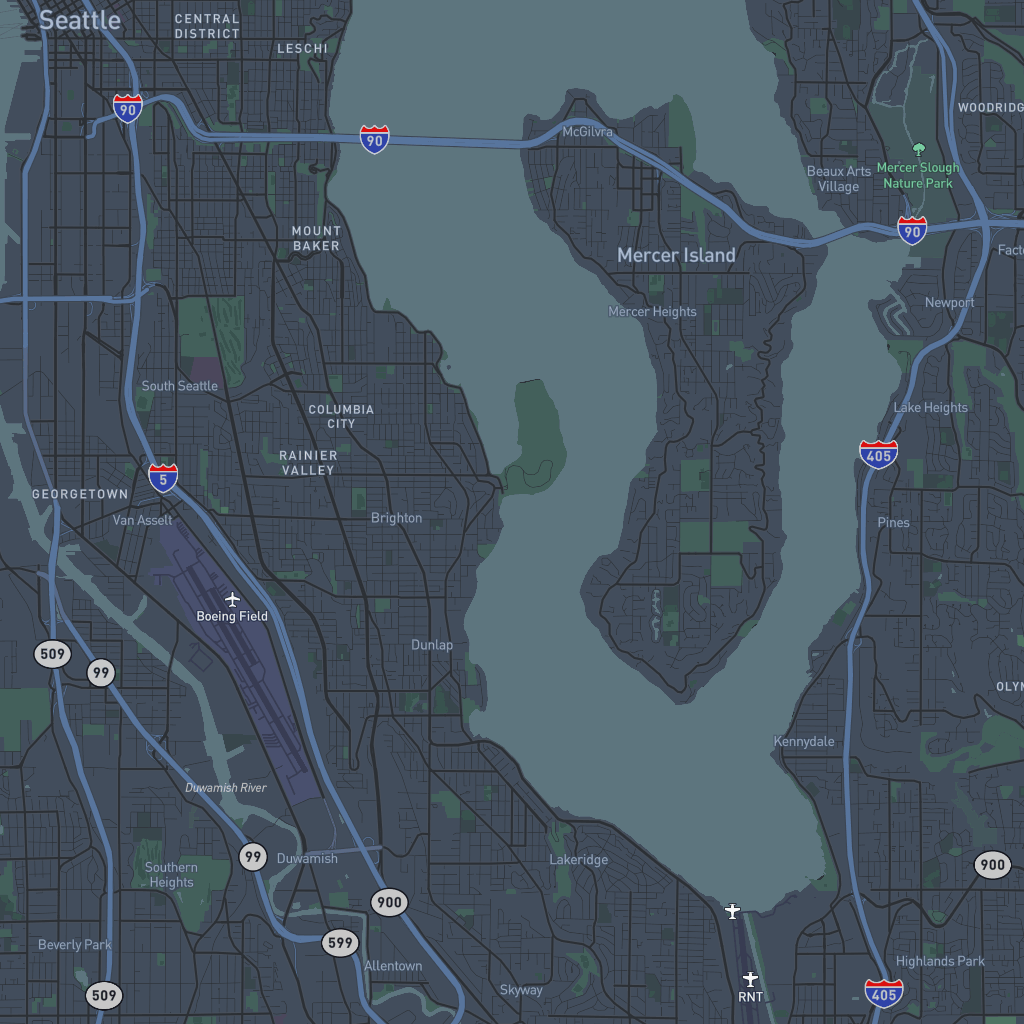 Seattle
CENTRAL
DISTRICT
LESCHI
90
90
McGilvra
WOODRIDG
Beaux Arts
Village
Mercer Slough
Nature Park
90
MOUNT
BAKER
Mercer Island
Facto
Mercer Heights
Newport
South Seattle
COLUMBIA
CITY
Lake Heights
RAINIER
VALLEY
405
5
GEORGETOWN
Van Asselt
Brighton
Pines
Boeing Field
509
99
Dunlap
OLYM
Kennydale
Duwamish River
99
Duwamish
Lakeridge
900
Southern
Heights
900
599
Beverly Park
Allentown
Highlands Park
509
Skyway
RNT
405